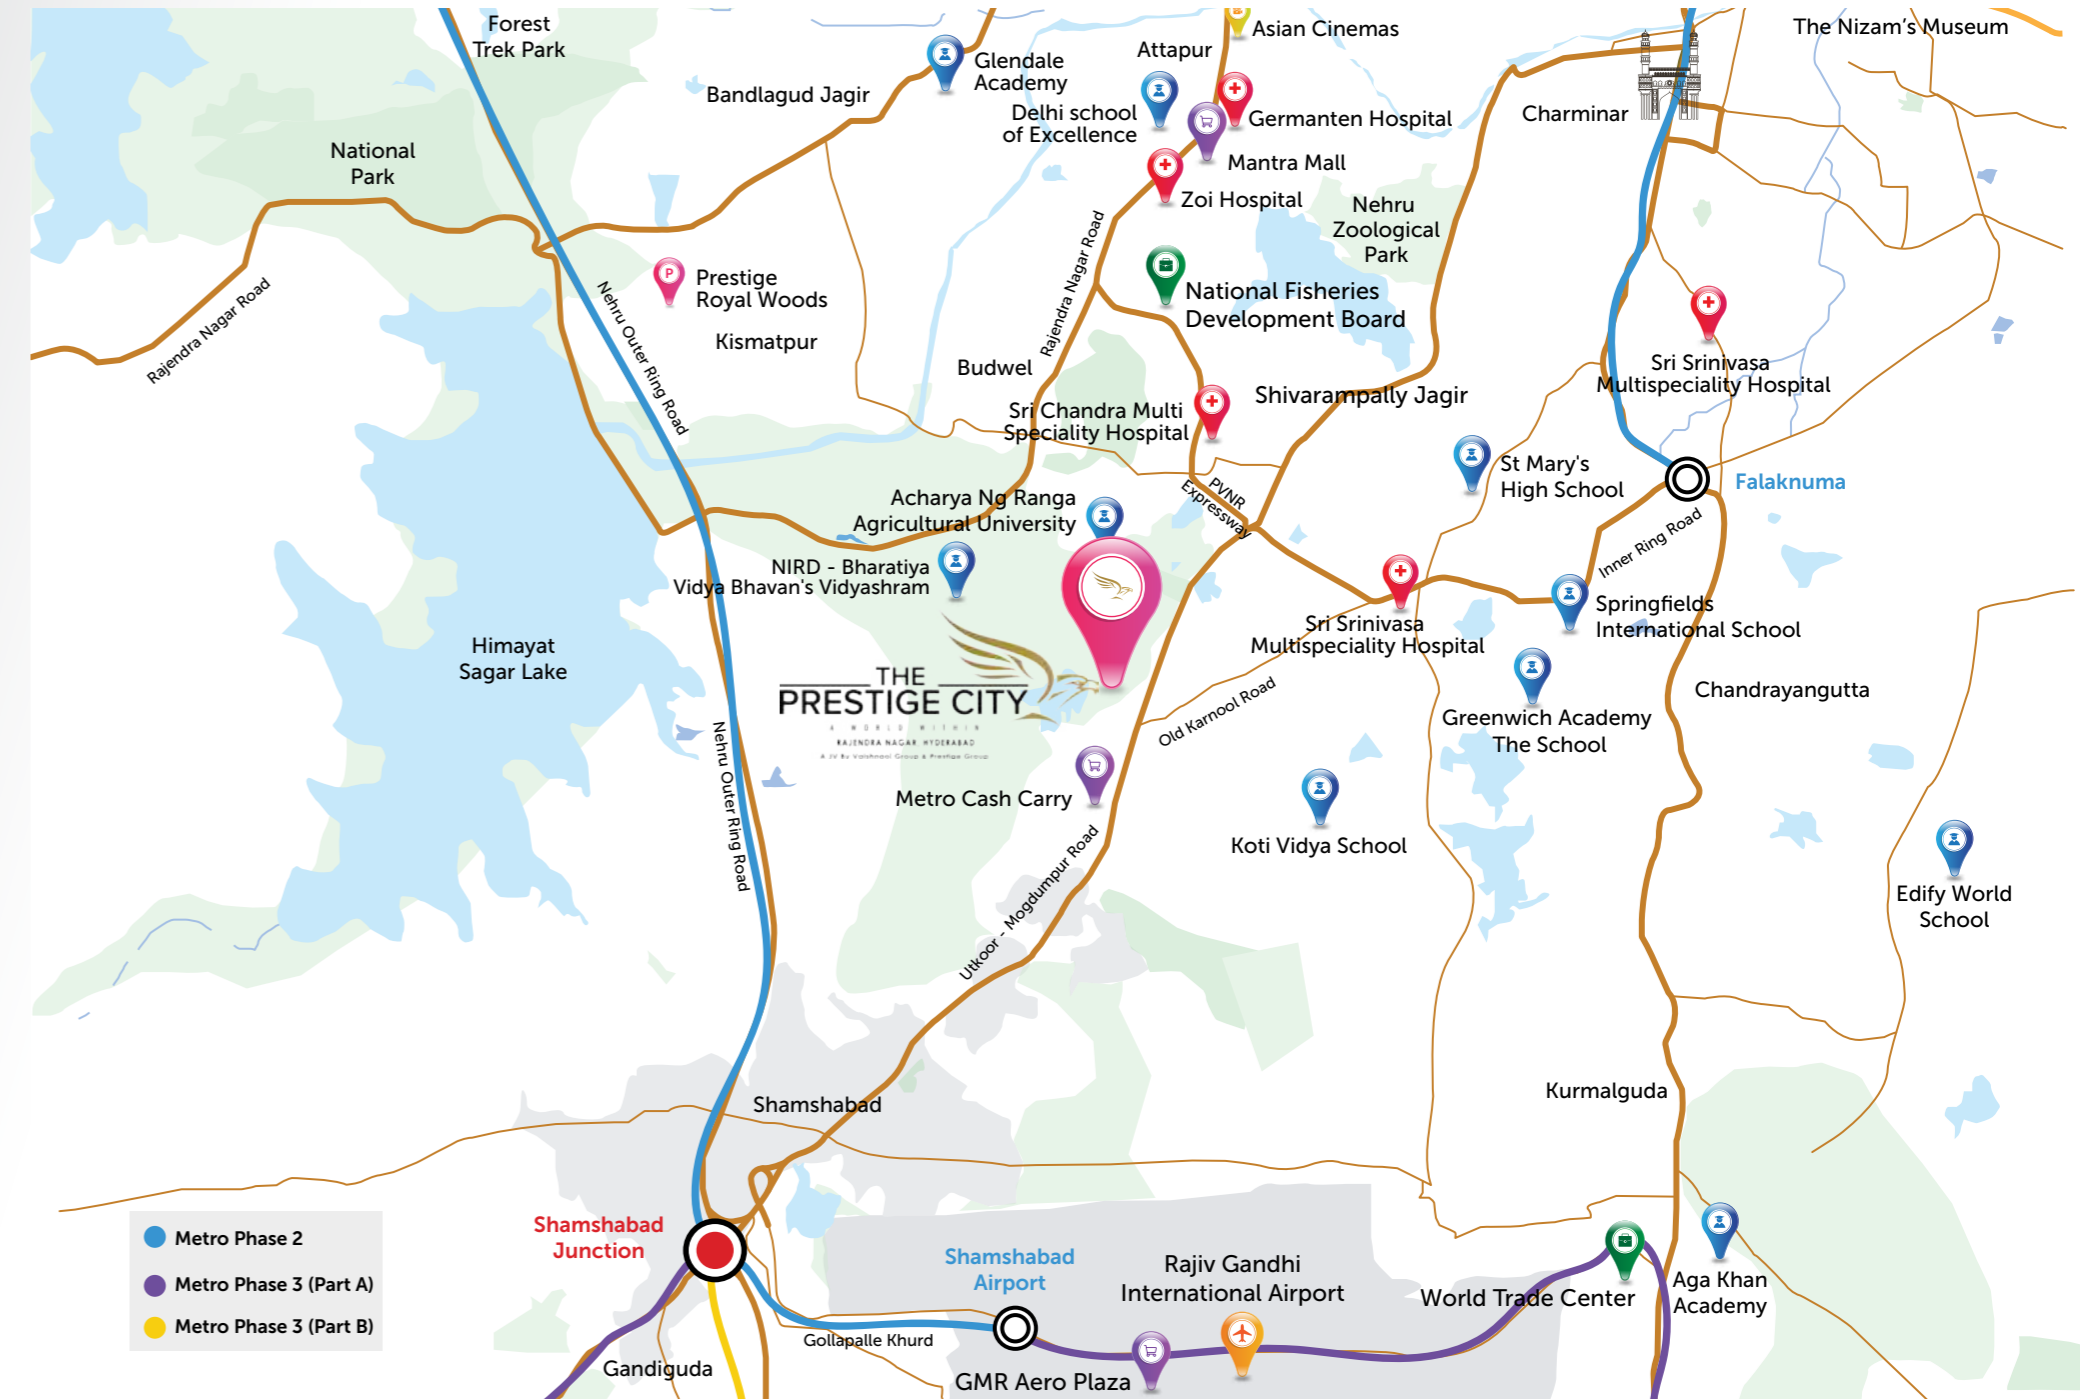 Forest
Trek Park
Glendale
Academy
Attapur
Asian Cinemas
The Nizam's Museum
Bandlagud Jagir
Delhi school
of Excellence
Germanten Hospital
Charminar
National
Park
Mantra Mall
Zoi Hospital
Nehru
Zoological
Park
Rajendra Nagar Road
P
Prestige
Royal Woods
Nehru Outer Ring Road
Rajendra Nagar Road
National Fisheries
Development Board
Kismatpur
Budwel
Sri Srinivasa
Multispeciality Hospital
Shivarampally Jagir
Sri Chandra Multi
Speciality Hospital
St Mary's
High School
Falaknuma
PVNR
Expressway
Acharya Ng Ranga
Agricultural University
Inner Ring Road
NIRD - Bharatiya
Vidya Bhavan's Vidyashram
Springfields
International School
Sri Srinivasa
Multispeciality Hospital
Himayat
Sagar Lake
THE
PRESTIGE CITY
A WORLD WITHIN
RAJENDRA NAGAR, HYDERABAD
A JV By Vaishnaoi Group & Prestige Group
Old Karnool Road
Chandrayangutta
Greenwich Academy
The School
Nehru Outer Ring Road
Metro Cash Carry
Koti Vidya School
Edify World
School
Utkoor - Mogdumpur Road
Shamshabad
Kurmalguda
Metro Phase 2
Metro Phase 3 (Part A)
Metro Phase 3 (Part B)
Shamshabad
Junction
Shamshabad
Airport
Rajiv Gandhi
International Airport
World Trade Center
Aga Khan
Academy
Gollapalle Khurd
Gandiguda
GMR Aero Plaza